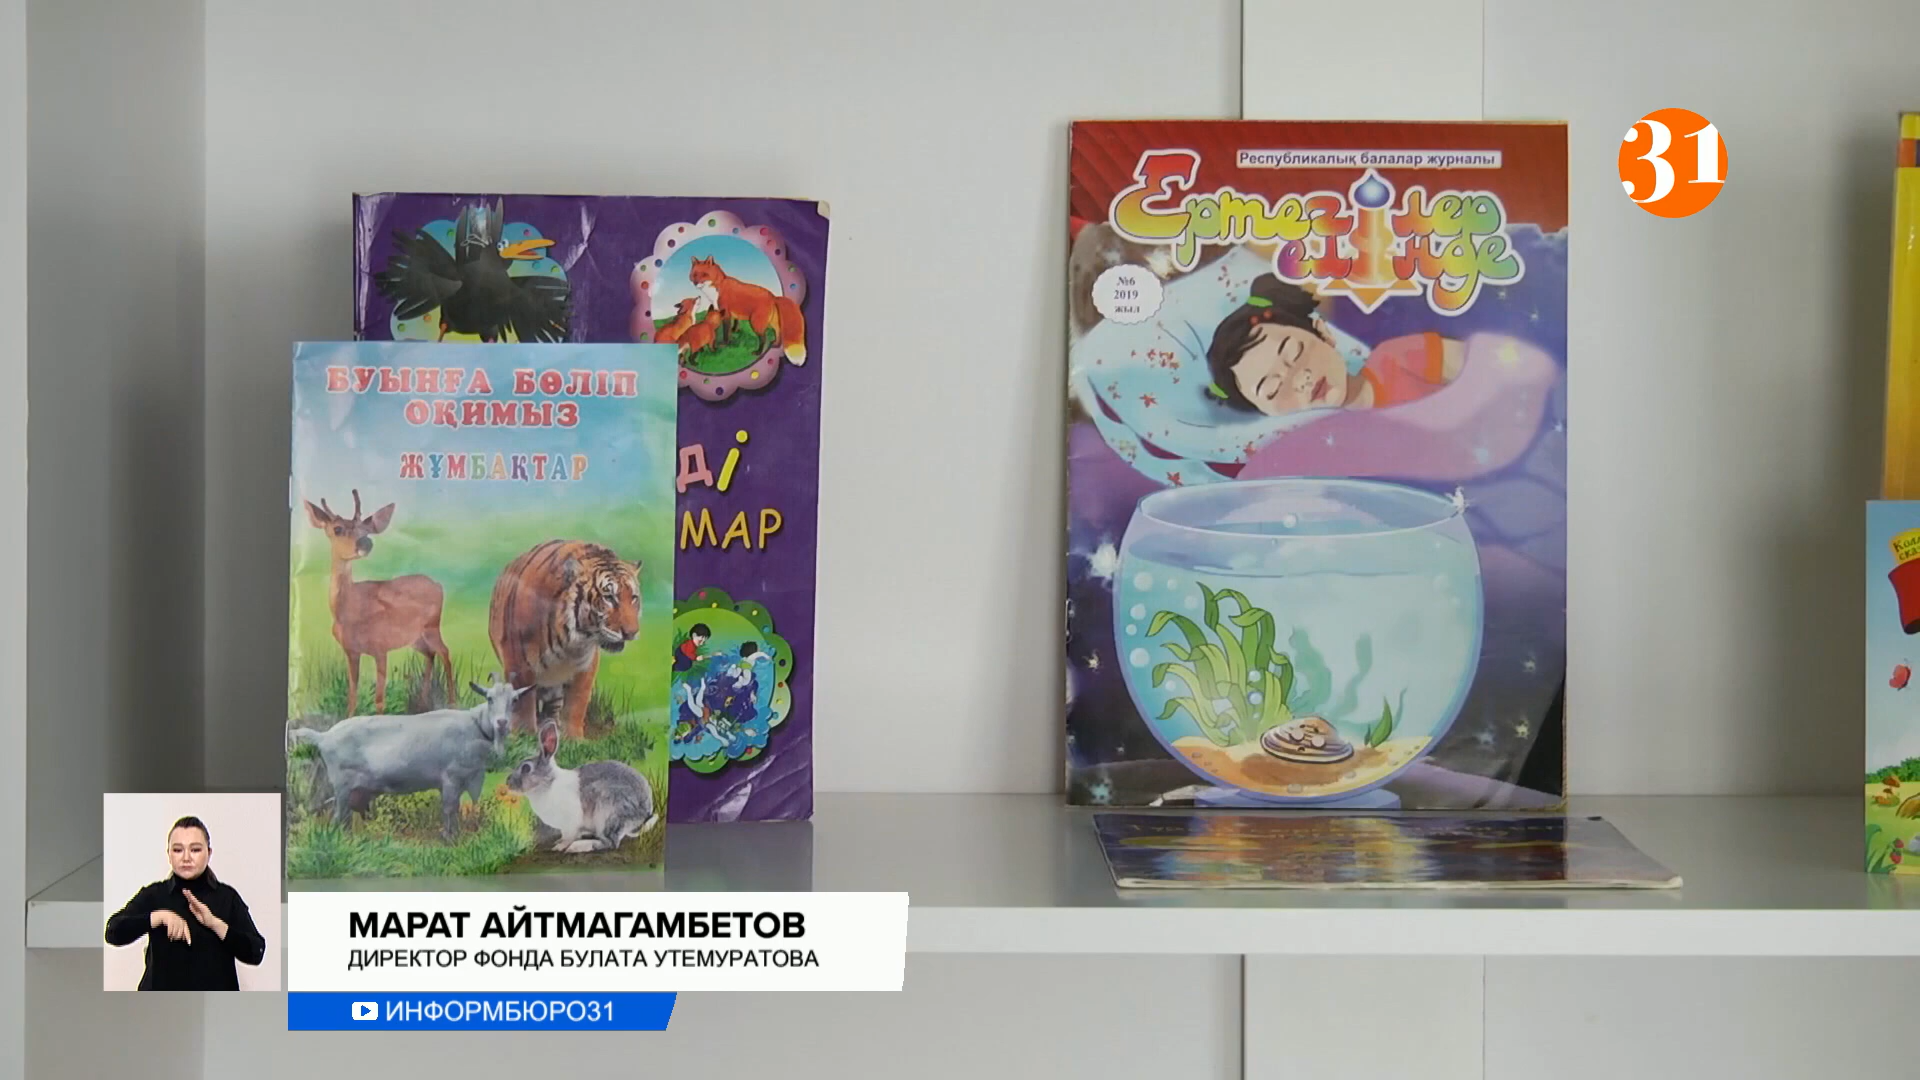 31
Республикалық балалар журналы
Ертегілер
елінде
№6
2019
жыл
БУЫНҒА БӨЛІП
ОҚИМЫЗ
ЖҰМБАҚТАР
ДІ
МАР
МАРАТ АЙТМАГАМБЕТОВ
ДИРЕКТОР ФОНДА БУЛАТА УТЕМУРАТОВА
ИНФОРМБЮРО31